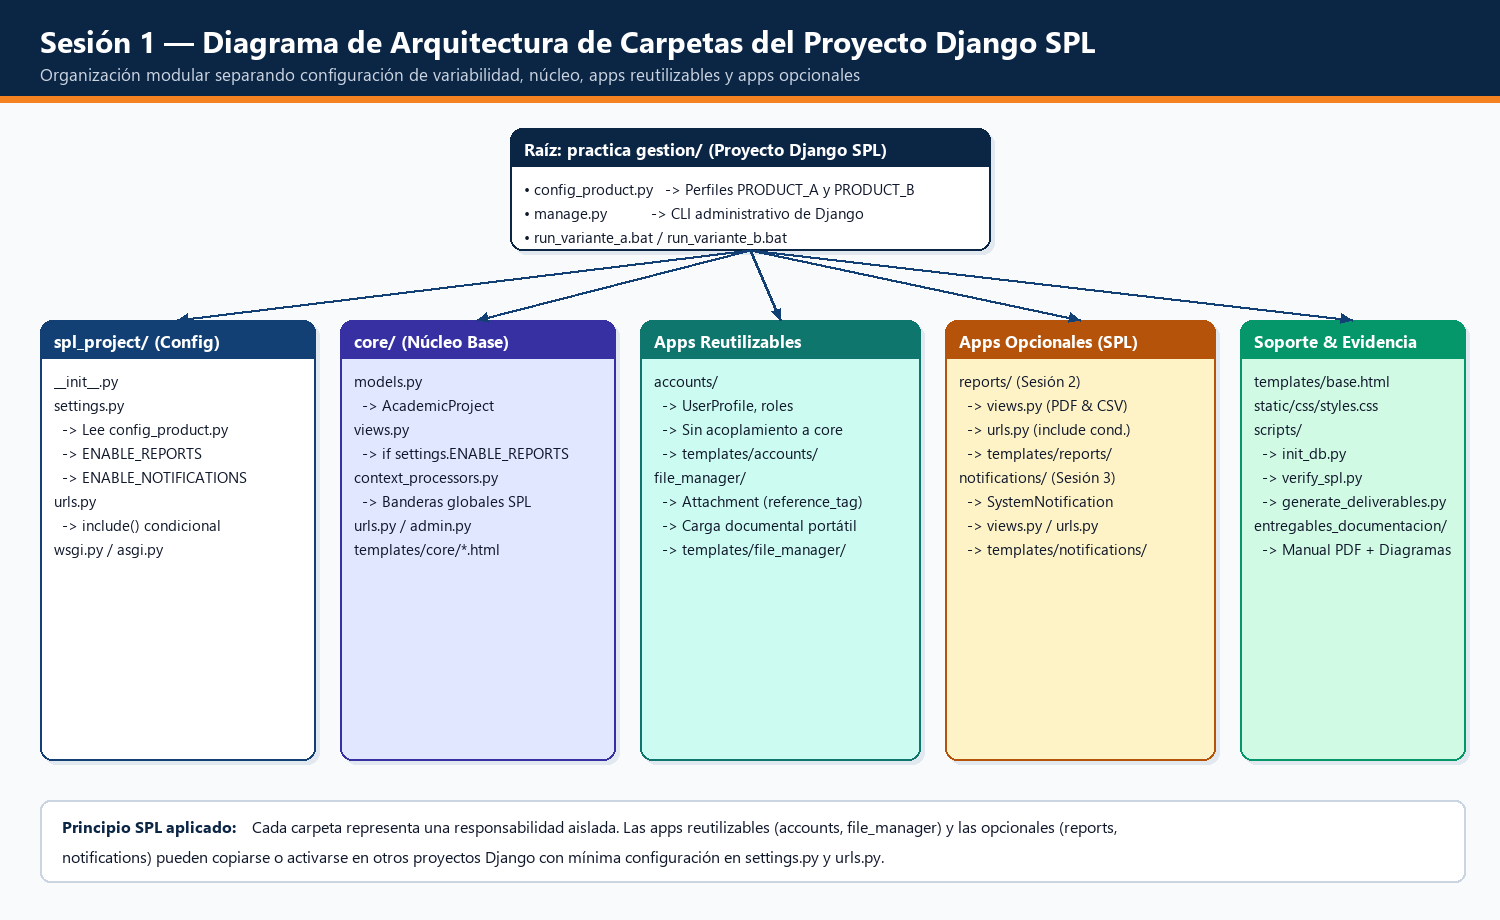 Sesión 1 — Diagrama de Arquitectura de Carpetas del Proyecto Django SPL
Organización modular separando configuración de variabilidad, núcleo, apps reutilizables y apps opcionales
Raíz: practica gestion/ (Proyecto Django SPL)
• config_product.py -> Perfiles PRODUCT_A y PRODUCT_B
• manage.py -> CLI administrativo de Django
• run_variante_a.bat / run_variante_b.bat
spl_project/ (Config)
__init__.py
settings.py
-> Lee config_product.py
-> ENABLE_REPORTS
-> ENABLE_NOTIFICATIONS
urls.py
-> include() condicional
wsgi.py / asgi.py
core/ (Núcleo Base)
models.py
-> AcademicProject
views.py
-> if settings.ENABLE_REPORTS
context_processors.py
-> Banderas globales SPL
urls.py / admin.py
templates/core/*.html
Apps Reutilizables
accounts/
-> UserProfile, roles
-> Sin acoplamiento a core
-> templates/accounts/
file_manager/
-> Attachment (reference_tag)
-> Carga documental portátil
-> templates/file_manager/
Apps Opcionales (SPL)
reports/ (Sesión 2)
-> views.py (PDF & CSV)
-> urls.py (include cond.)
-> templates/reports/
notifications/ (Sesión 3)
-> SystemNotification
-> views.py / urls.py
-> templates/notifications/
Soporte & Evidencia
templates/base.html
static/css/styles.css
scripts/
-> init_db.py
-> verify_spl.py
-> generate_deliverables.py
entregables_documentacion/
-> Manual PDF + Diagramas
Principio SPL aplicado: Cada carpeta representa una responsabilidad aislada. Las apps reutilizables (accounts, file_manager) y las opcionales (reports,
notifications) pueden copiarse o activarse en otros proyectos Django con mínima configuración en settings.py y urls.py.